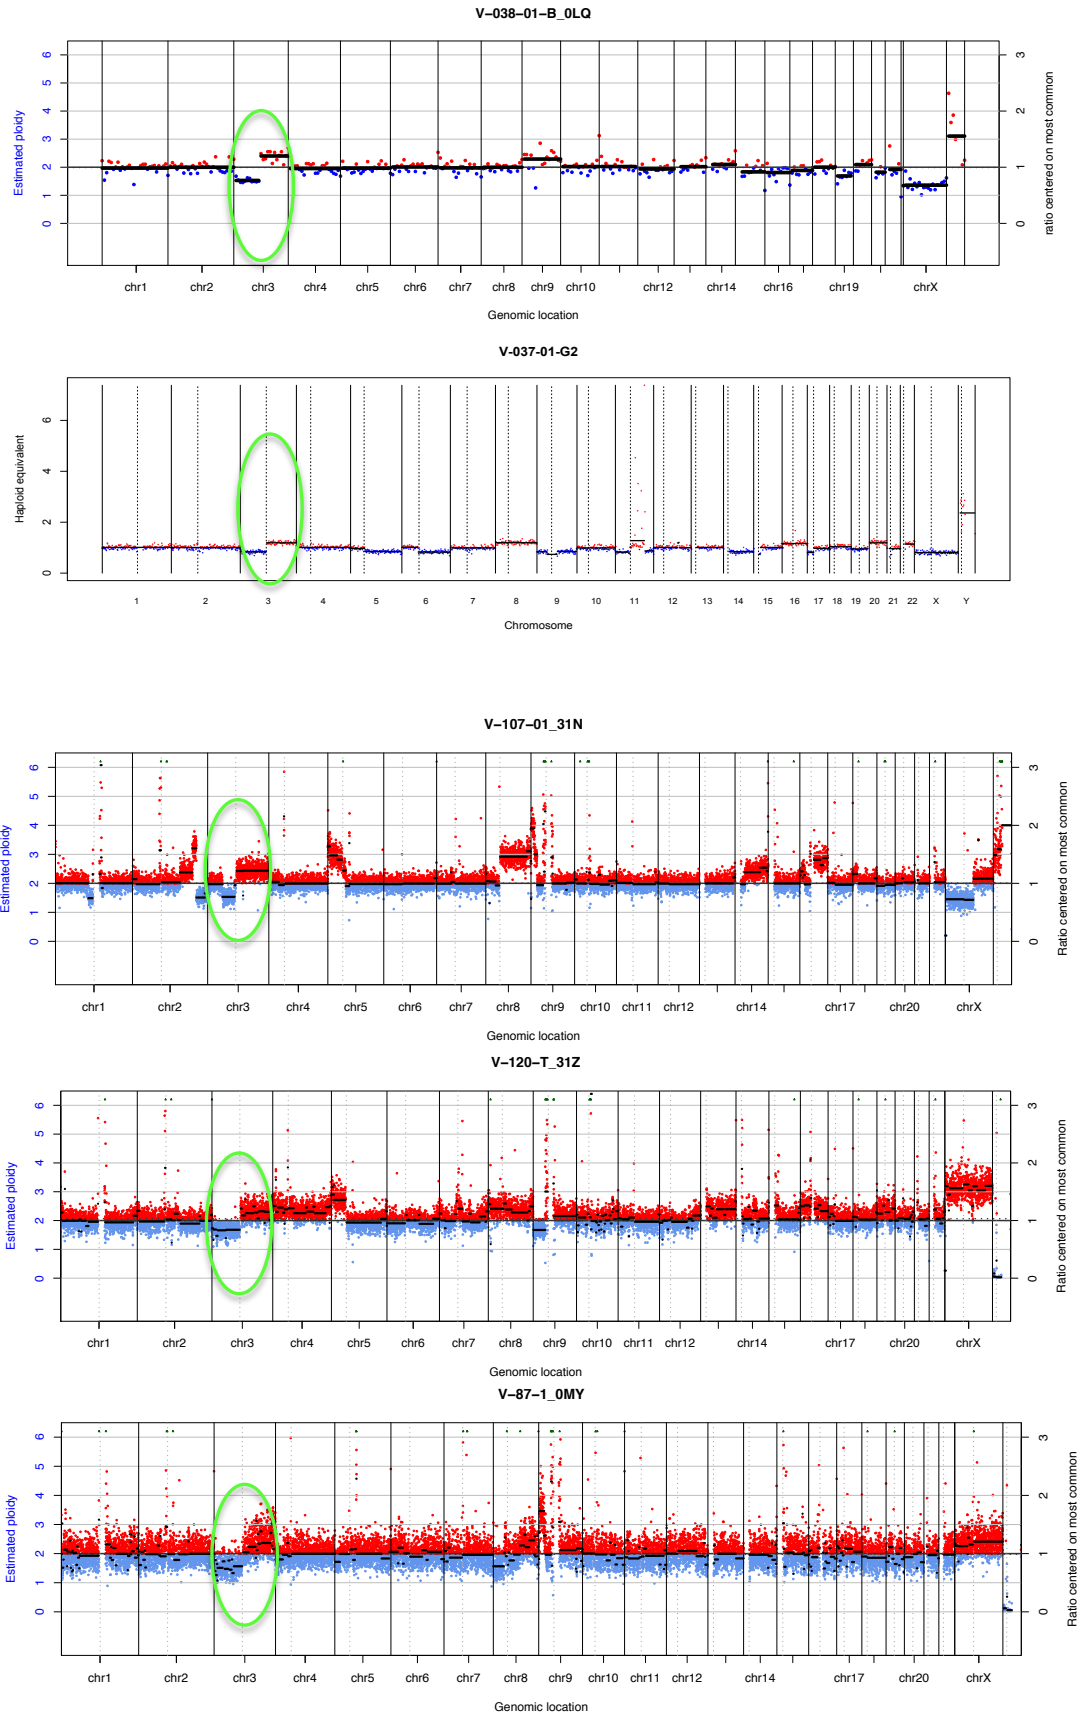 V−038−01−B_0LQ
6
5
4
3
2
1
0
Estimated ploidy
3
2
1
0
ratio centered on most common
chr1 chr2 chr3 chr4 chr5 chr6 chr7 chr8 chr9 chr10 chr12 chr14 chr16 chr19 chrX
Genomic location
V-037-01-G2
6
4
2
0
Haploid equivalent
1 2 3 4 5 6 7 8 9 10 11 12 13 14 15 16 17 18 19 20 21 22 X Y
Chromosome
V−107−01_31N
6
5
4
3
2
1
0
Estimated ploidy
3
2
1
0
Ratio centered on most common
chr1 chr2 chr3 chr4 chr5 chr6 chr7 chr8 chr9 chr10 chr11 chr12 chr14 chr17 chr20 chrX
Genomic location
V−120−T_31Z
6
5
4
3
2
1
0
Estimated ploidy
3
2
1
0
Ratio centered on most common
chr1 chr2 chr3 chr4 chr5 chr6 chr7 chr8 chr9 chr10 chr11 chr12 chr14 chr17 chr20 chrX
Genomic location
V−87−1_0MY
6
5
4
3
2
1
0
Estimated ploidy
3
2
1
0
Ratio centered on most common
chr1 chr2 chr3 chr4 chr5 chr6 chr7 chr8 chr9 chr10 chr11 chr12 chr14 chr17 chr20 chrX
Genomic location